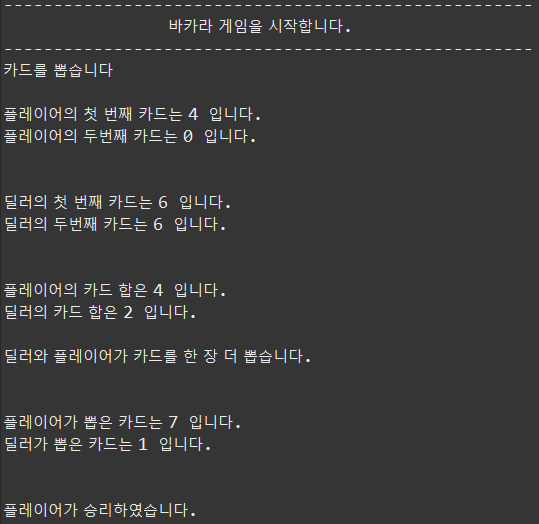 -----------------------------------------------------
바카라 게임을 시작합니다.
-----------------------------------------------------
카드를 뽑습니다
플레이어의 첫 번째 카드는 4 입니다.
플레이어의 두번째 카드는 0 입니다.
딜러의 첫 번째 카드는 6 입니다.
딜러의 두번째 카드는 6 입니다.
플레이어의 카드 합은 4 입니다.
딜러의 카드 합은 2 입니다.
딜러와 플레이어가 카드를 한 장 더 뽑습니다.
플레이어가 뽑은 카드는 7 입니다.
딜러가 뽑은 카드는 1 입니다.
플레이어가 승리하였습니다.